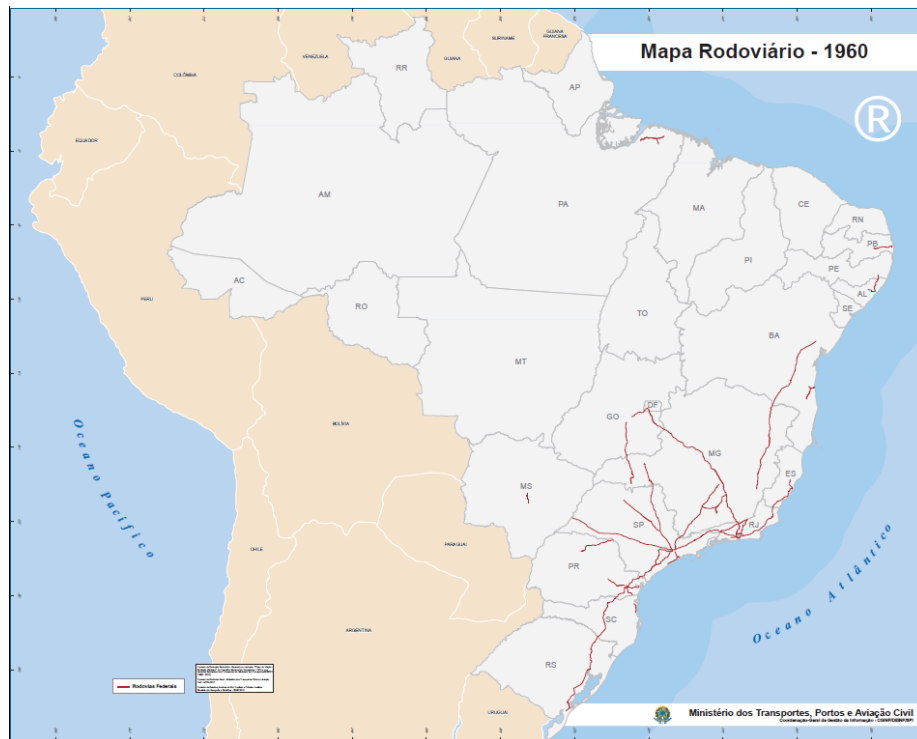 Mapa Rodoviário - 1960
®
GUIANA
FRANCESA
SURINAME
VENEZUELA
GUIANA
COLÔMBIA
RR
AP
EQUADOR
AM
PA
MA
CE
RN
PB
PI
PE
AL
SE
AC
PERU
RO
TO
BA
MT
DF
GO
BOLÍVIA
MG
ES
MS
SP
RJ
Oceano Pacífico
CHILE
PARAGUAI
PR
SC
Oceano Atlântico
ARGENTINA
RS
Rodovias Federais
URUGUAI
Ministério dos Transportes, Portos e Aviação Civil